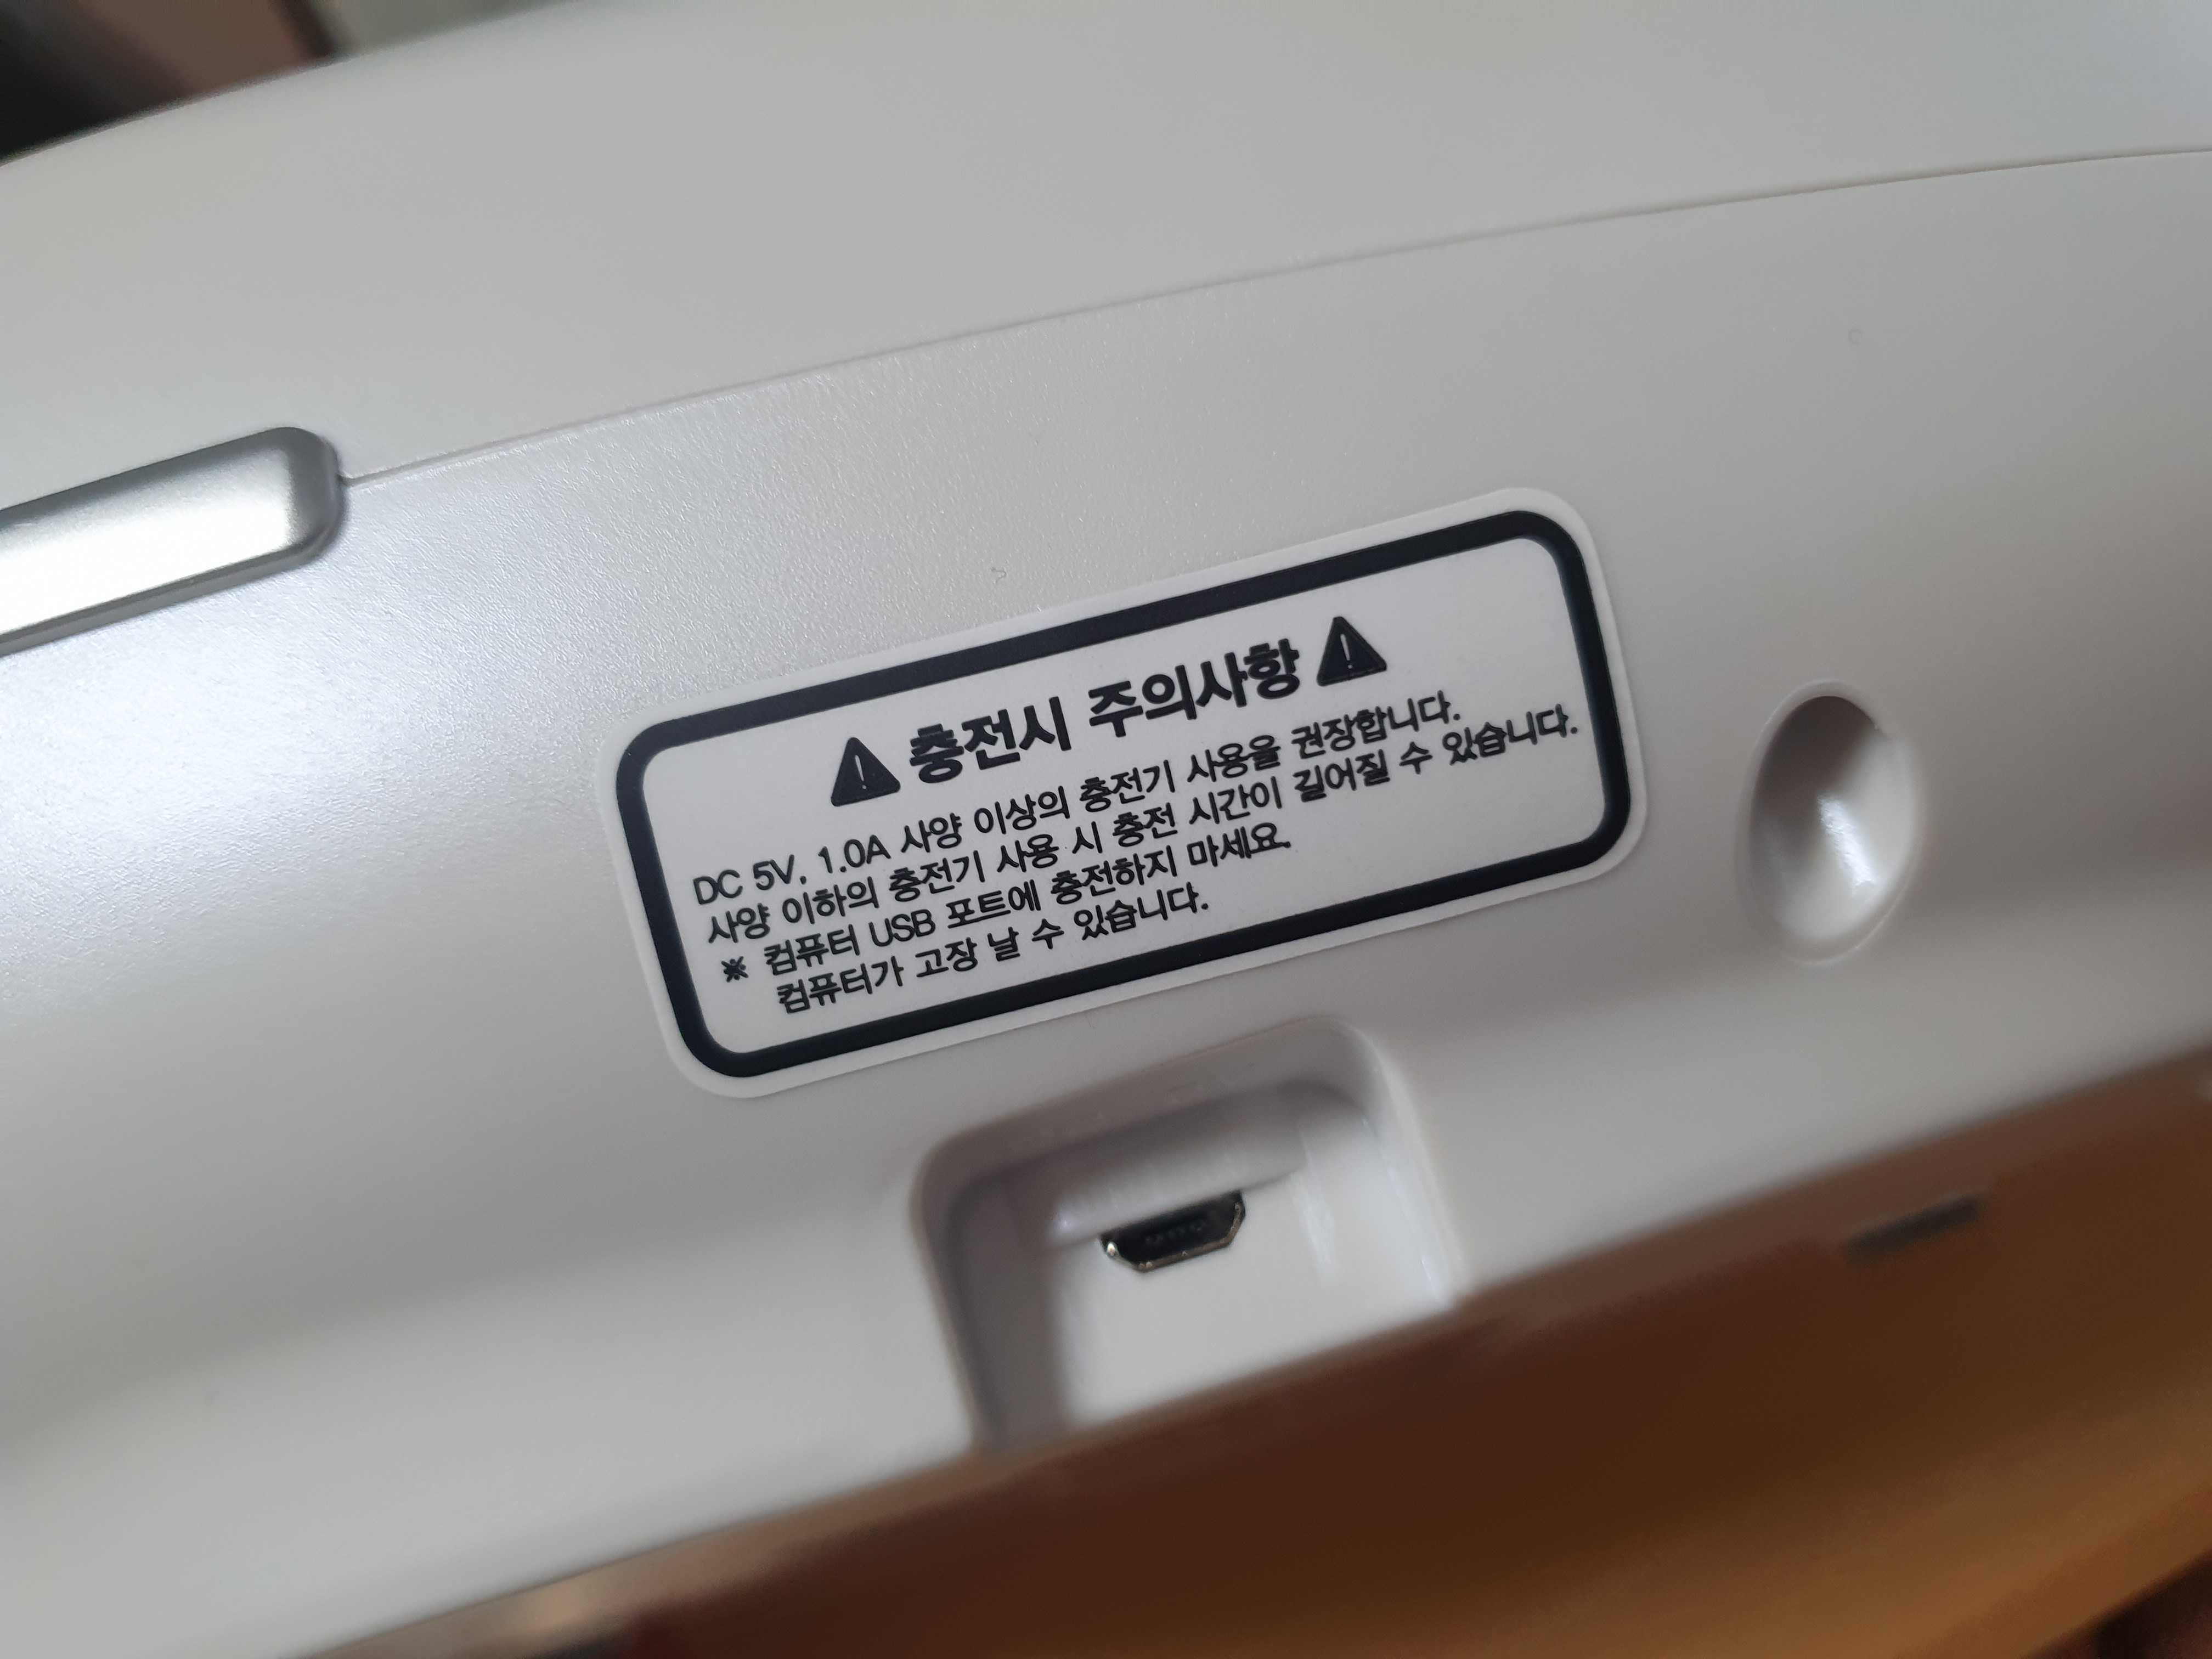 ⚠ 충전시 주의사항 ⚠
DC 5V, 1.0A 사양 이상의 충전기 사용을 권장합니다.
사양 이하의 충전기 사용 시 충전 시간이 길어질 수 있습니다.
※ 컴퓨터 USB 포트에 충전하지 마세요.
컴퓨터가 고장 날 수 있습니다.